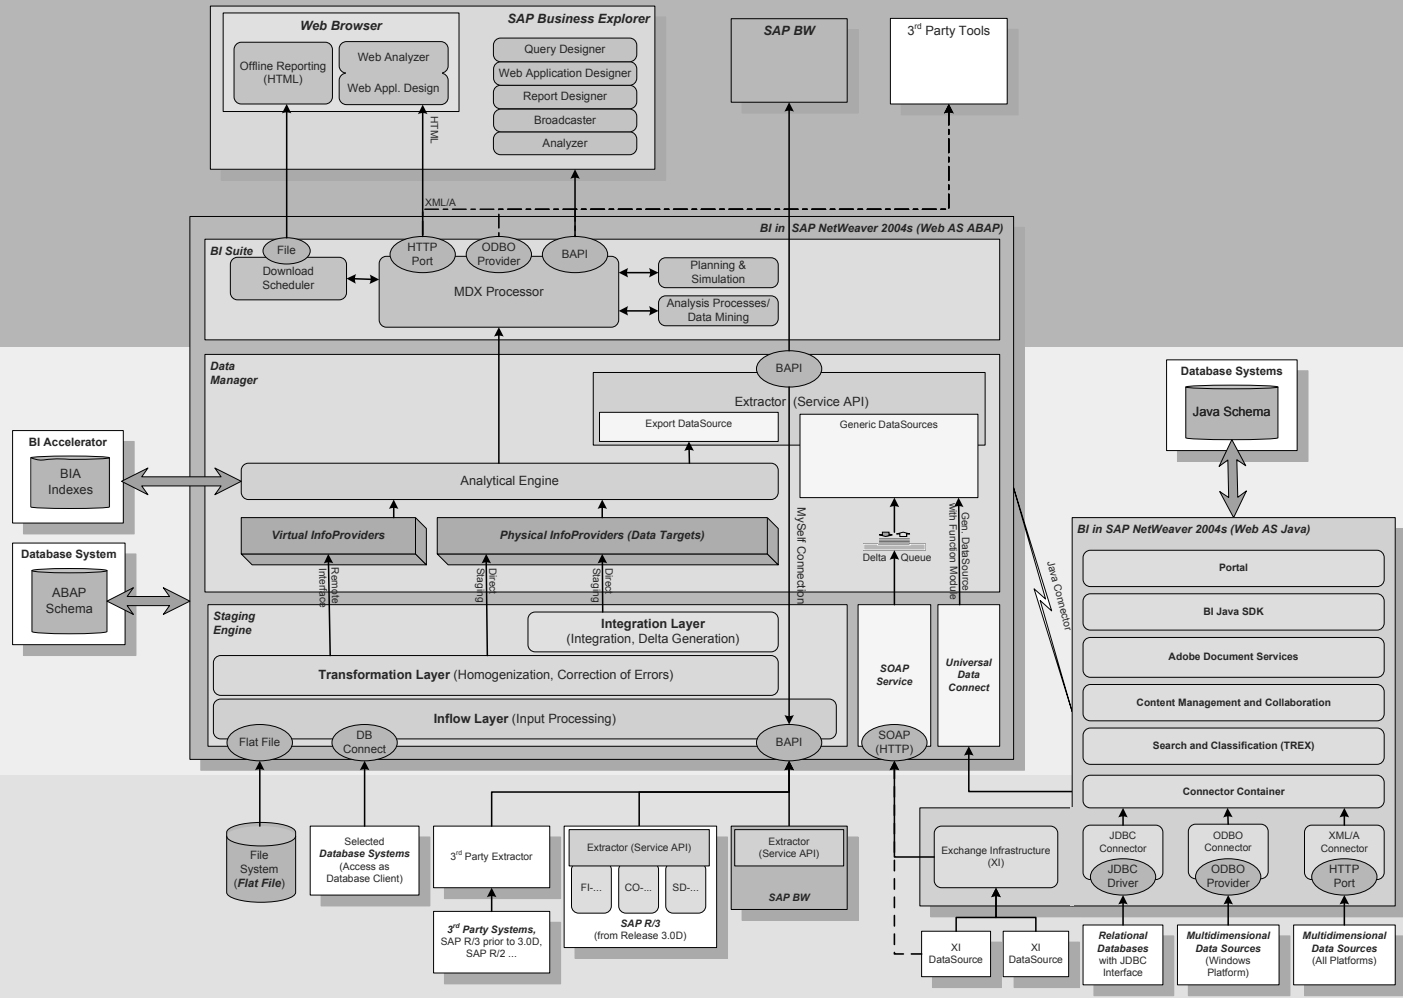 Web Browser
SAP Business Explorer
Offline Reporting
(HTML)
Web Analyzer
Web Appl. Design
Query Designer
Web Application Designer
Report Designer
Broadcaster
Analyzer
SAP BW
3rd Party Tools
HTML
XML/A
BI in SAP NetWeaver 2004s (Web AS ABAP)
BI Suite
File
Download
Scheduler
HTTP
Port
ODBO
Provider
BAPI
MDX Processor
Planning &
Simulation
Analysis Processes/
Data Mining
Data
Manager
BAPI
Extractor (Service API)
Export DataSource
Generic DataSources
Database Systems
Java Schema
BI Accelerator
BIA
Indexes
Analytical Engine
Virtual InfoProviders
Physical InfoProviders (Data Targets)
MySelf Connection
Delta Queue
Gen. DataSource
with Function Module
Java Connector
Database System
ABAP
Schema
Remote
Interface
Direct
Staging
Direct
Staging
Staging
Engine
Integration Layer
(Integration, Delta Generation)
Transformation Layer (Homogenization, Correction of Errors)
Inflow Layer (Input Processing)
Flat File
DB
Connect
BAPI
SOAP
Service
SOAP
(HTTP)
Universal
Data
Connect
BI in SAP NetWeaver 2004s (Web AS Java)
Portal
BI Java SDK
Adobe Document Services
Content Management and Collaboration
Search and Classification (TREX)
Connector Container
JDBC
Connector
JDBC
Driver
ODBO
Connector
ODBO
Provider
XML/A
Connector
HTTP
Port
Exchange Infrastructure
(XI)
File
System
(Flat File)
Selected
Database Systems
(Access as
Database Client)
3rd Party Extractor
3rd Party Systems,
SAP R/3 prior to 3.0D,
SAP R/2 ...
Extractor (Service API)
FI-...
CO-...
SD-...
SAP R/3
(from Release 3.0D)
Extractor
(Service API)
SAP BW
XI
DataSource
XI
DataSource
Relational
Databases
with JDBC
Interface
Multidimensional
Data Sources
(Windows
Platform)
Multidimensional
Data Sources
(All Platforms)